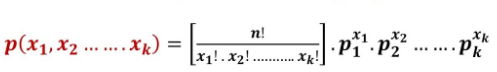 p(x₁, x₂ ... ... . xₖ) = [n! / x₁! . x₂! .......... xₖ!] . p₁^x₁ . p₂^x₂ ... ... . pₖ^xₖ